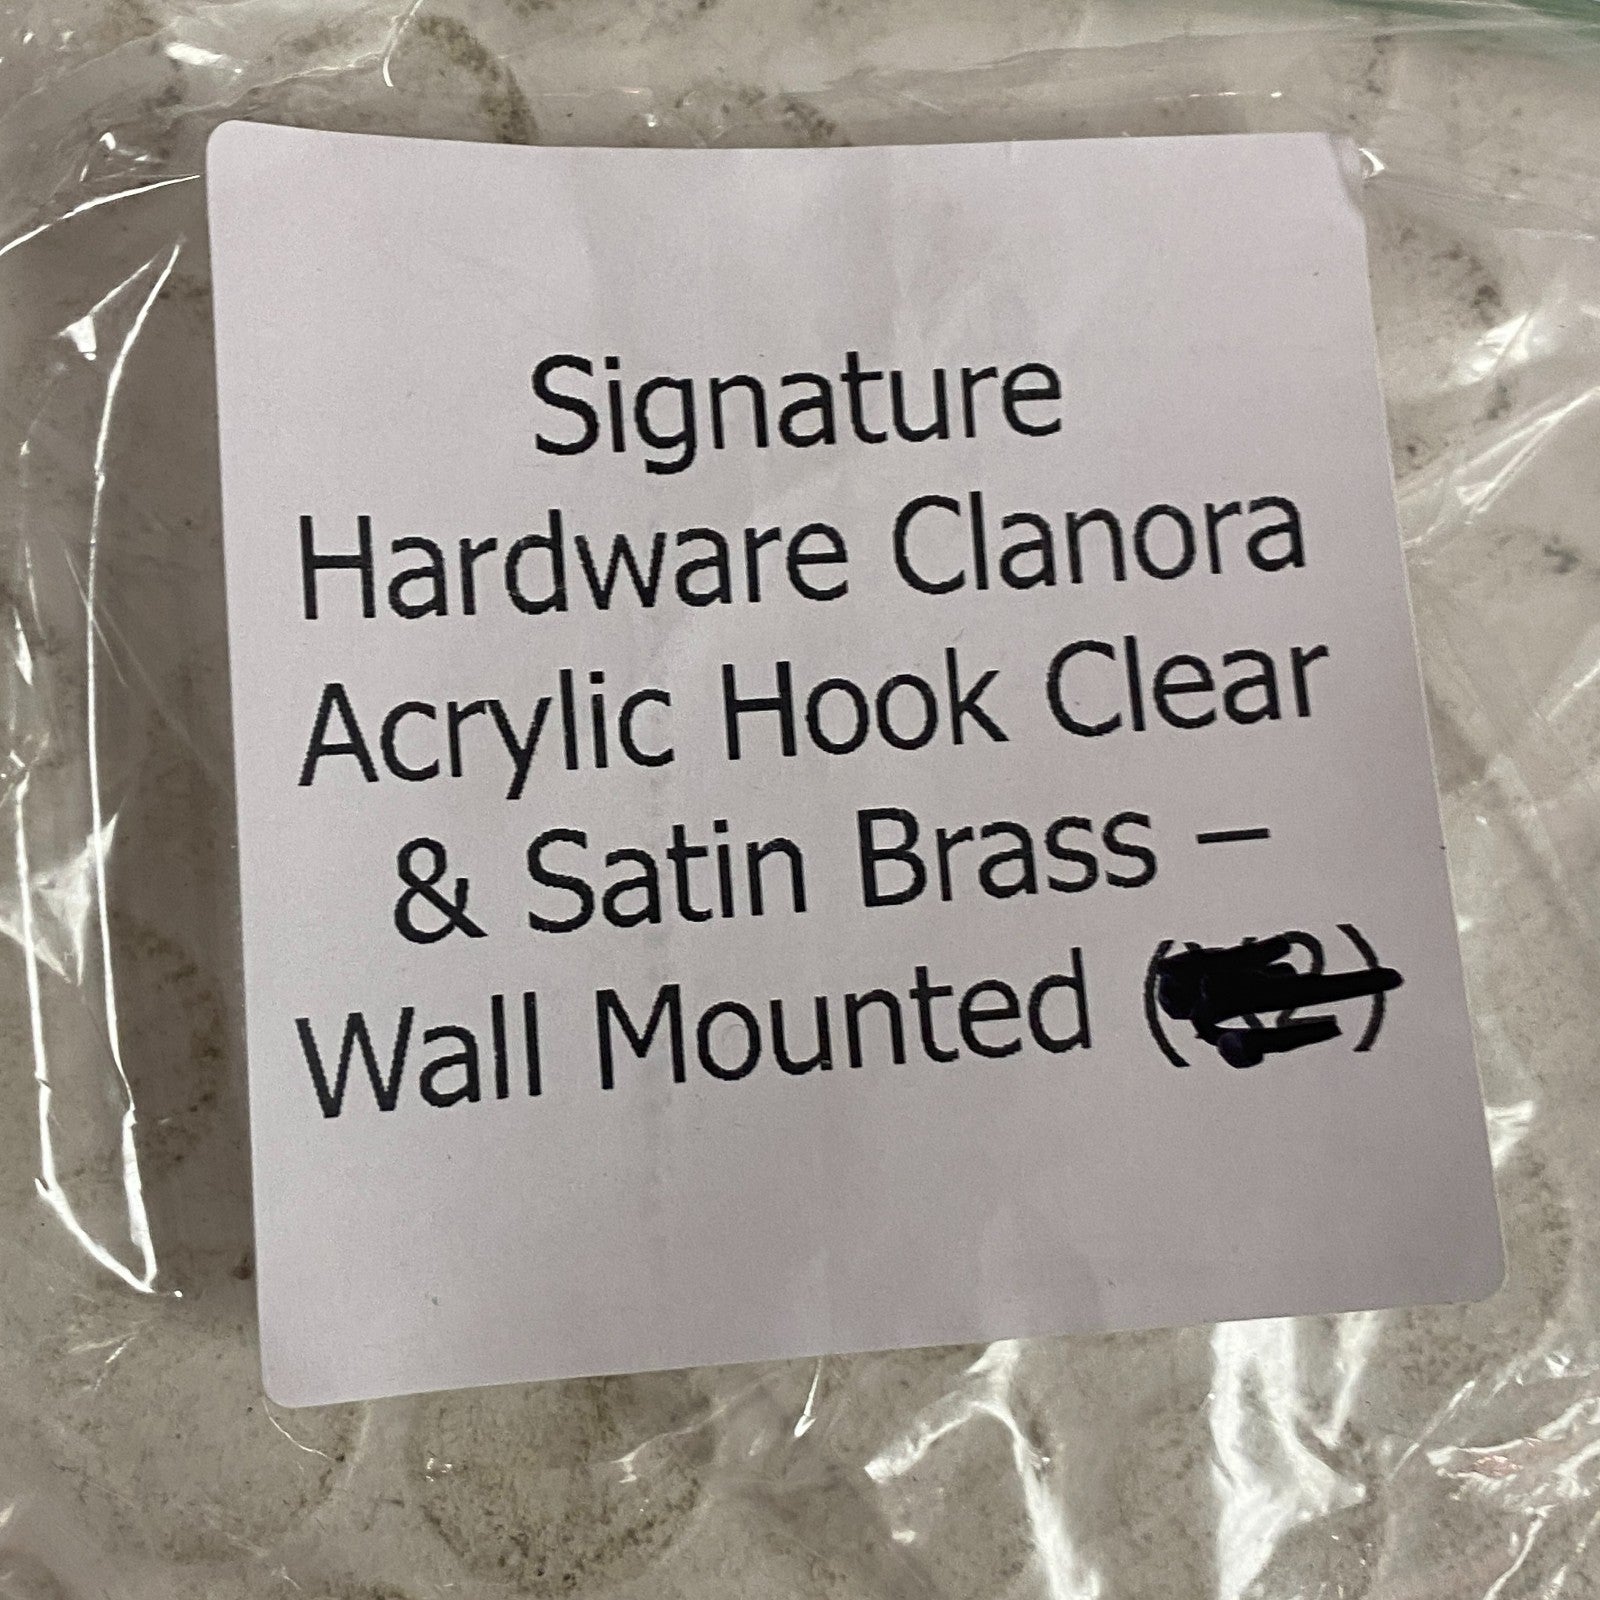 Signature
Hardware Clanora
Acrylic Hook Clear
& Satin Brass –
Wall Mounted